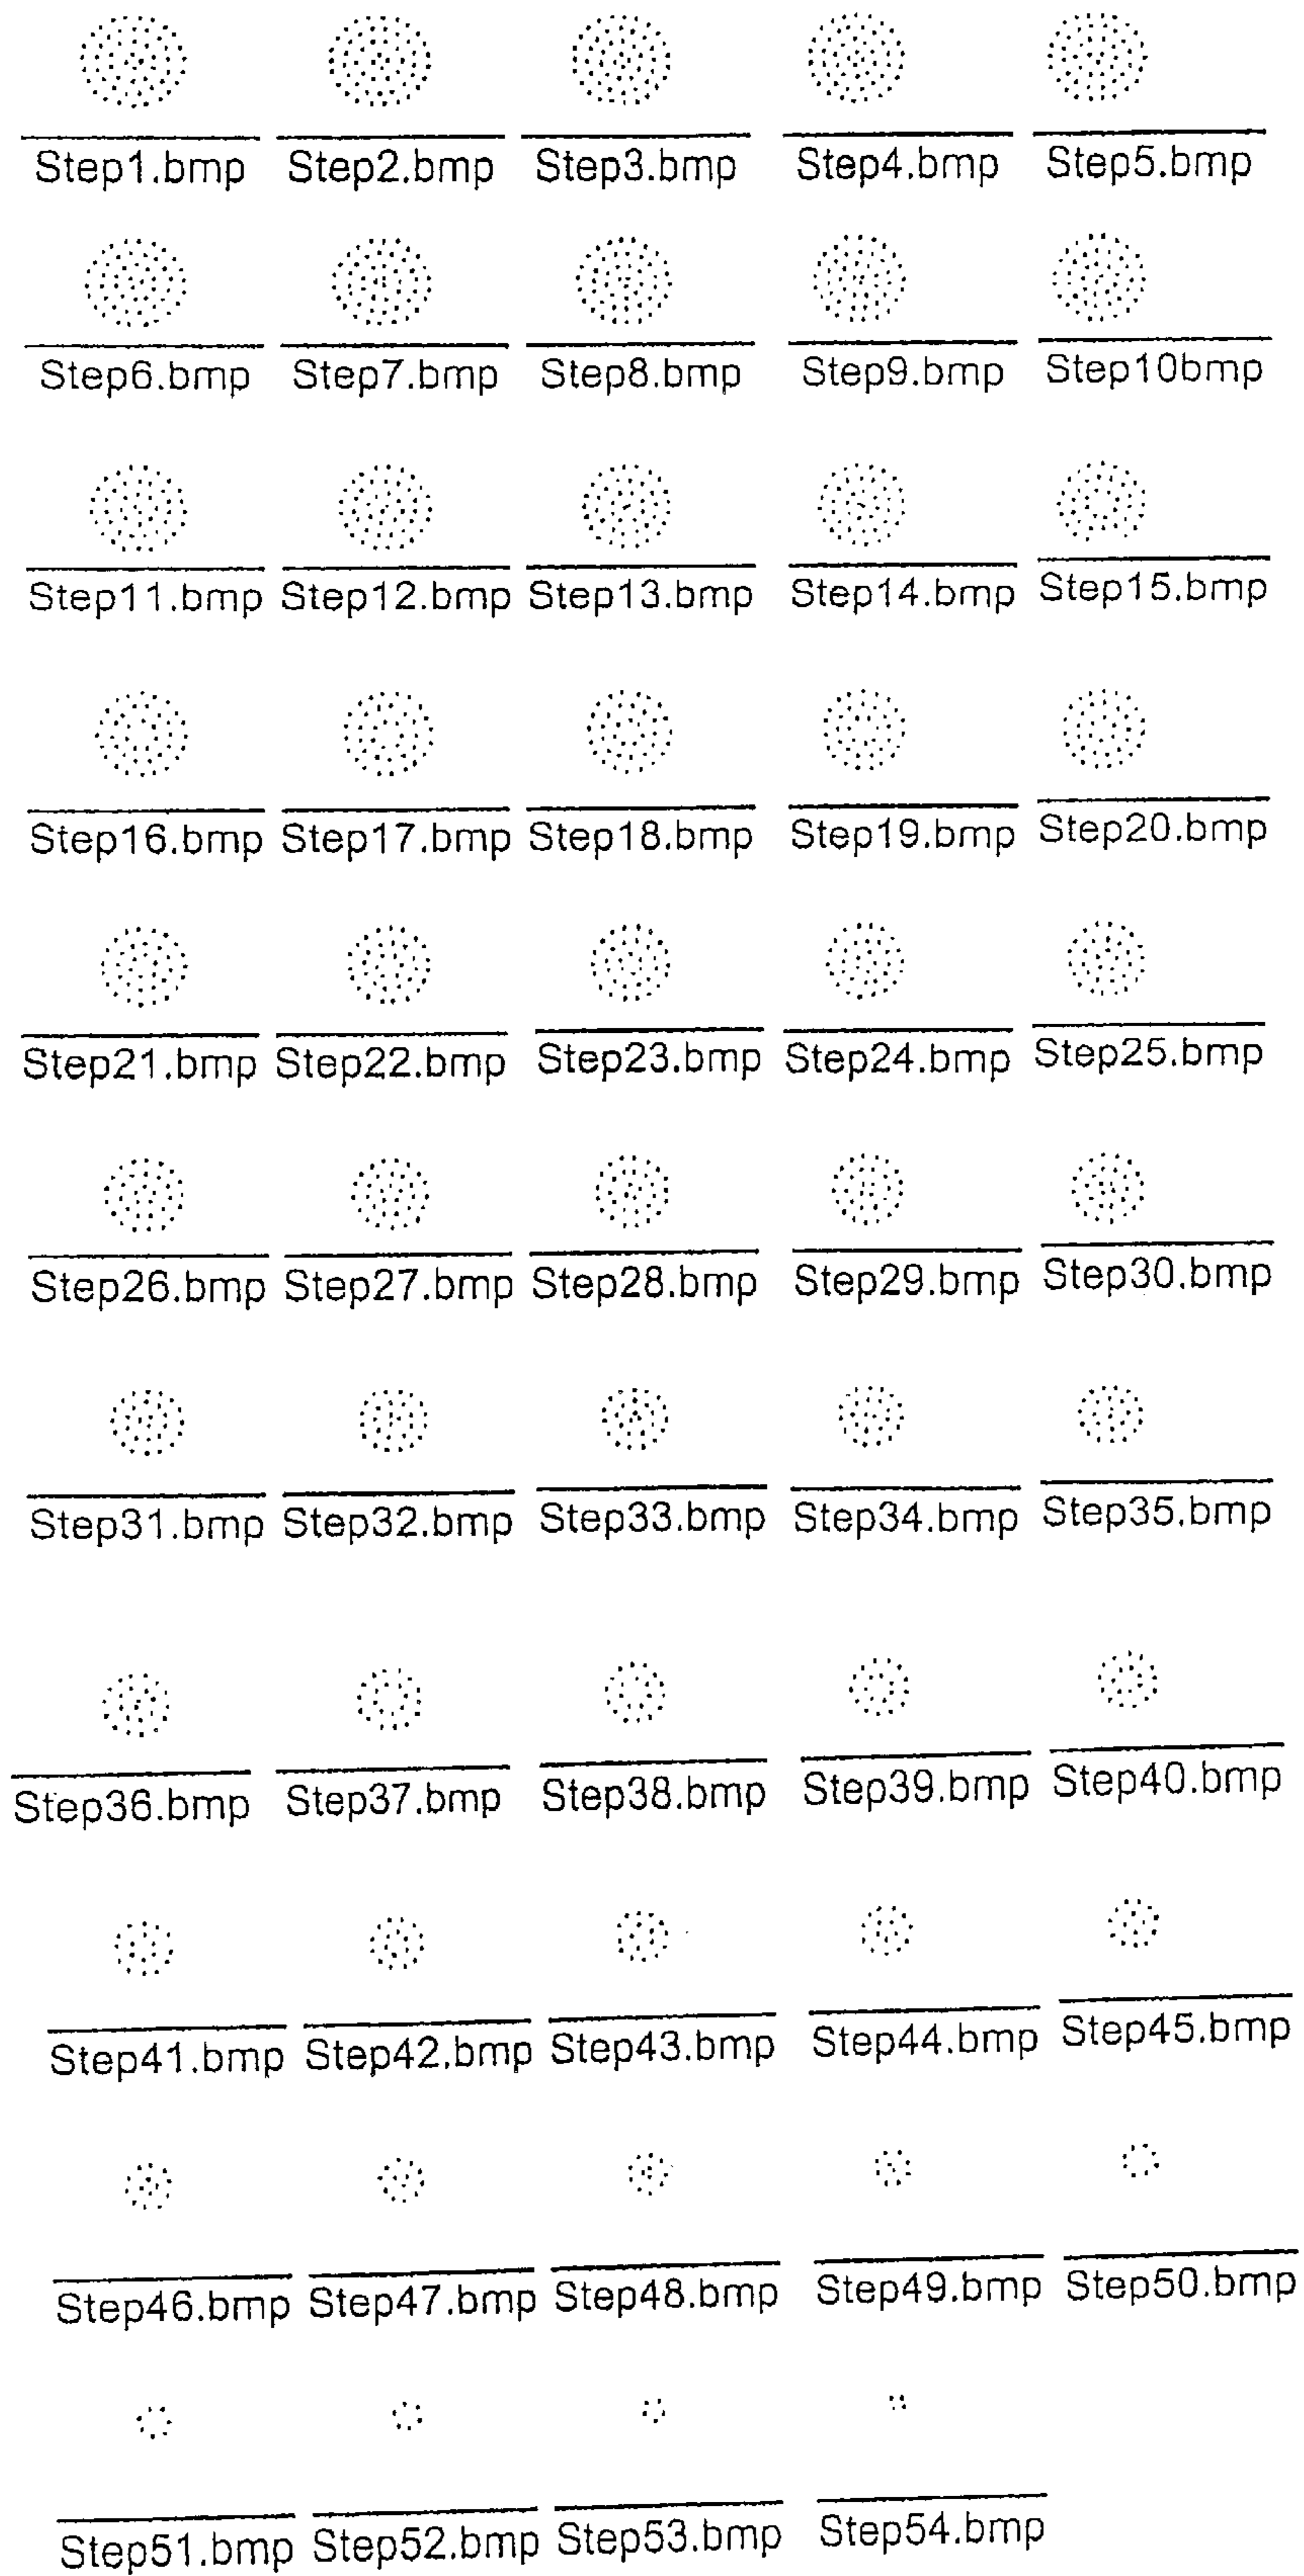 Step1.bmp Step2.bmp Step3.bmp Step4.bmp Step5.bmp
Step6.bmp Step7.bmp Step8.bmp Step9.bmp Step10bmp
Step11.bmp Step12.bmp Step13.bmp Step14.bmp Step15.bmp
Step16.bmp Step17.bmp Step18.bmp Step19.bmp Step20.bmp
Step21.bmp Step22.bmp Step23.bmp Step24.bmp Step25.bmp
Step26.bmp Step27.bmp Step28.bmp Step29.bmp Step30.bmp
Step31.bmp Step32.bmp Step33.bmp Step34.bmp Step35.bmp
Step36.bmp Step37.bmp Step38.bmp Step39.bmp Step40.bmp
Step41.bmp Step42.bmp Step43.bmp Step44.bmp Step45.bmp
Step46.bmp Step47.bmp Step48.bmp Step49.bmp Step50.bmp
Step51.bmp Step52.bmp Step53.bmp Step54.bmp